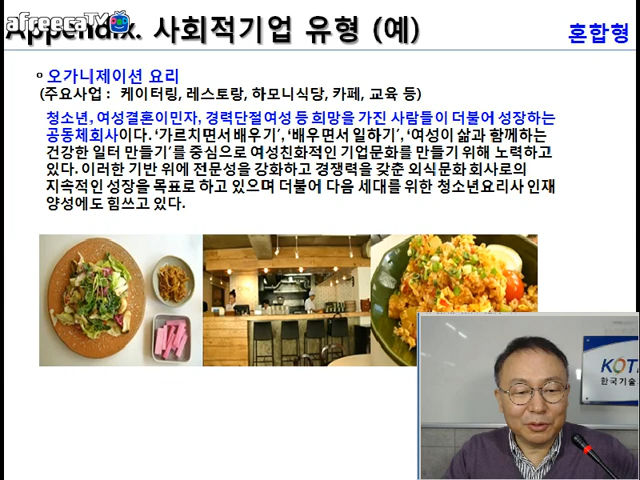 afreecaTV
Appendix. 사회적기업 유형 (예)
혼합형
오가니제이션 요리
(주요사업 : 케이터링, 레스토랑, 하모니식당, 카페, 교육 등)
청소년, 여성결혼이민자, 경력단절여성 등 희망을 가진 사람들이 더불어 성장하는
공동체회사이다. ‘가르치면서 배우기’, ‘배우면서 일하기’, ‘여성이 삶과 함께하는
건강한 일터 만들기’를 중심으로 여성친화적인 기업문화를 만들기 위해 노력하고
있다. 이러한 기반 위에 전문성을 강화하고 경쟁력을 갖춘 외식문화 회사로의
지속적인 성장을 목표로 하고 있으며 더불어 다음 세대를 위한 청소년요리사 인재
양성에도 힘쓰고 있다.
한국기술